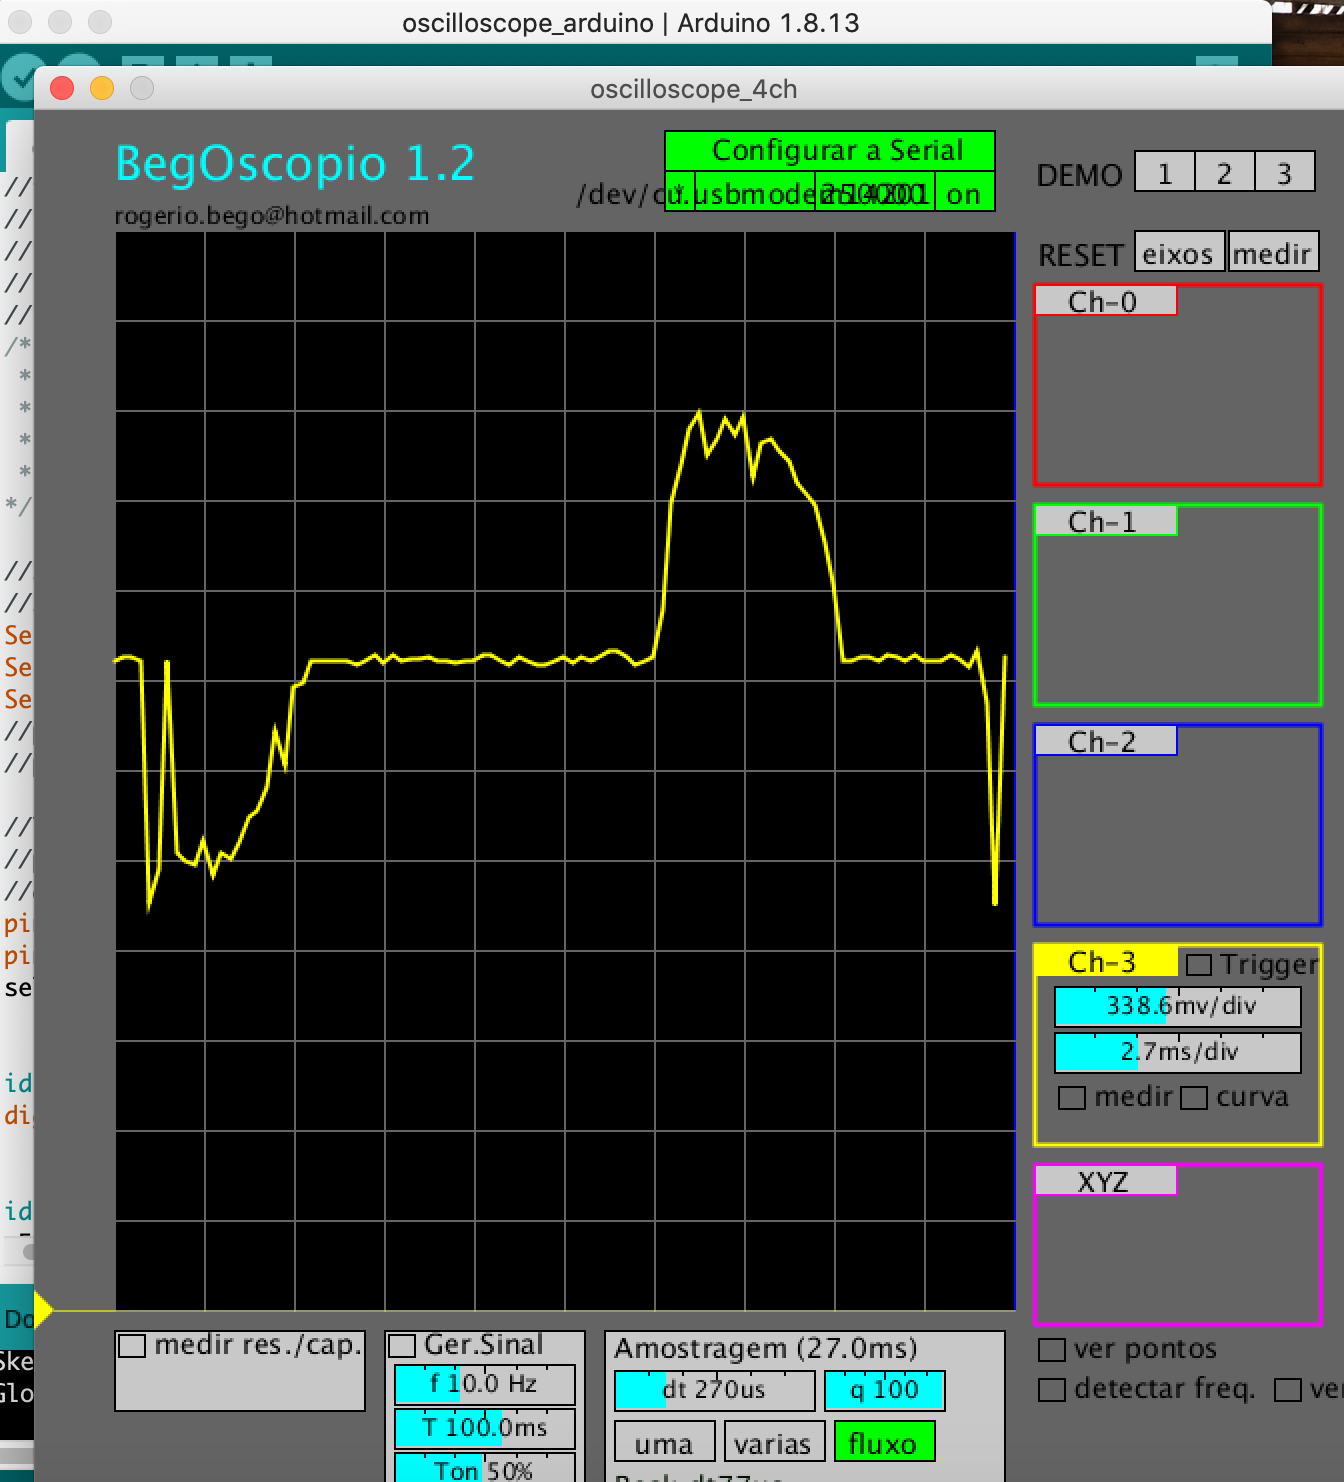 oscilloscope_arduino | Arduino 1.8.13
oscilloscope_4ch
BegOscopio 1.2
rogerio.bego@hotmail.com
Configurar a Serial
/dev/cu.usbmodem14201
250000
on
DEMO 1 2 3
RESET eixos medir
Ch-0
Ch-1
Ch-2
Ch-3 Trigger
338.6mv/div
2.7ms/div
medir curva
XYZ
ver pontos
detectar freq.
medir res./cap.
Ger.Sinal
f 10.0 Hz
T 100.0ms
Ton 50%
Amostragem (27.0ms)
dt 270us q 100
uma varias fluxo
//
//
//
//
//
/*
*
*
*
*
*/
//
//
Se
Se
Se
//
//
//
//
//
pi
pi
se
id
di
id
Do
Ske
Glo